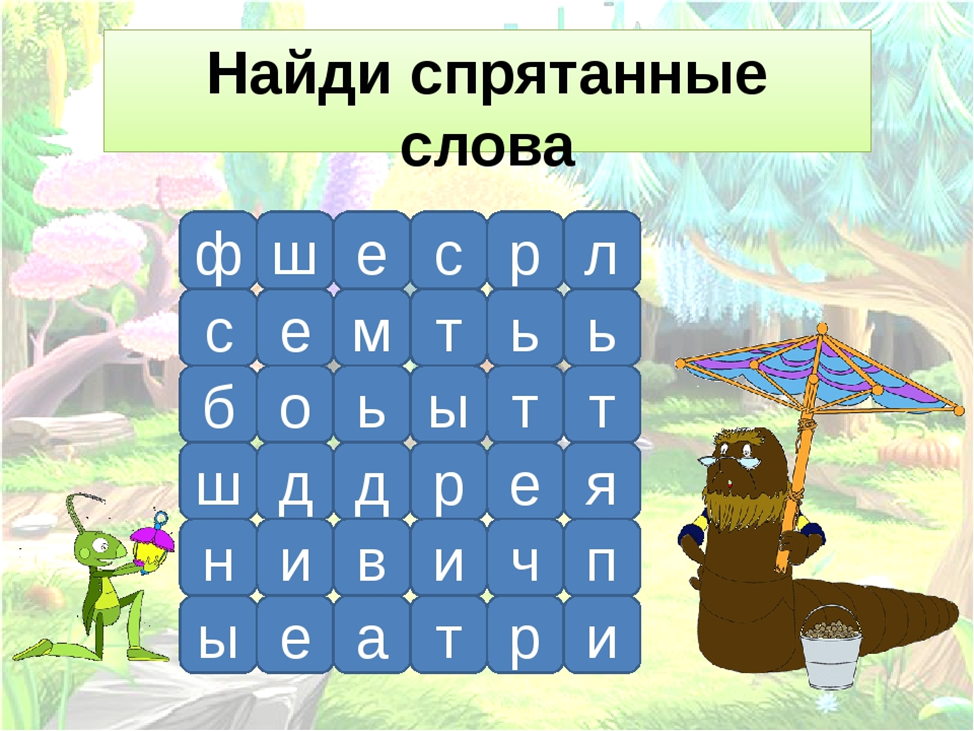 Найди спрятанные
слова
ф ш е с р л
с е м т ь ь
б о ь ы т т
ш д д р е я
н и в и ч п
ы е а т р и